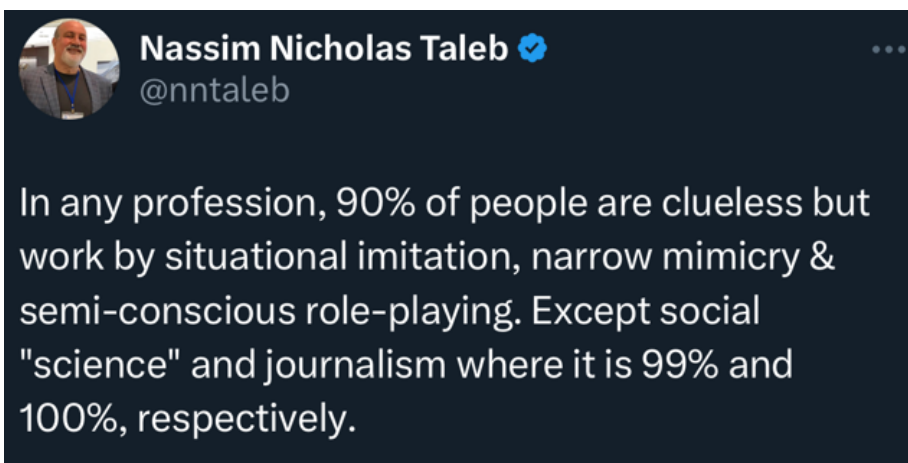 Nassim Nicholas Taleb
@nntaleb
In any profession, 90% of people are clueless but
work by situational imitation, narrow mimicry &
semi-conscious role-playing. Except social
"science" and journalism where it is 99% and
100%, respectively.